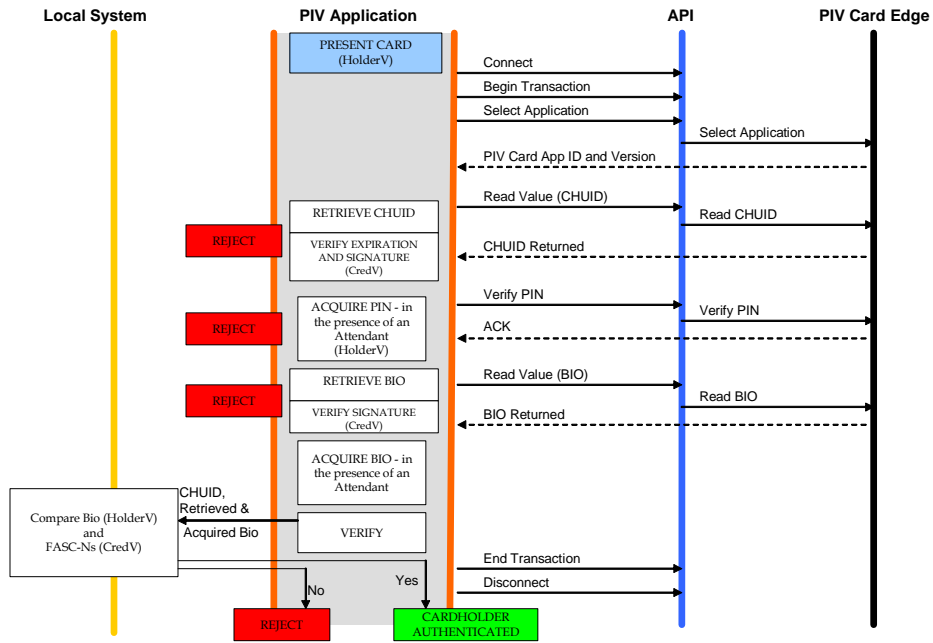 Local System
PIV Application
API
PIV Card Edge
PRESENT CARD
(HolderV)
Connect
Begin Transaction
Select Application
Select Application
PIV Card App ID and Version
Read Value (CHUID)
RETRIEVE CHUID
Read CHUID
REJECT
VERIFY EXPIRATION
AND SIGNATURE
(CredV)
CHUID Returned
Verify PIN
ACQUIRE PIN - in
the presence of an
Attendant
(HolderV)
Verify PIN
REJECT
ACK
RETRIEVE BIO
Read Value (BIO)
REJECT
Read BIO
VERIFY SIGNATURE
(CredV)
BIO Returned
ACQUIRE BIO - in
the presence of an
Attendant
CHUID,
Retrieved &
Acquired Bio
Compare Bio (HolderV)
and
FASC-Ns (CredV)
VERIFY
End Transaction
Yes
No
Disconnect
REJECT
CARDHOLDER
AUTHENTICATED